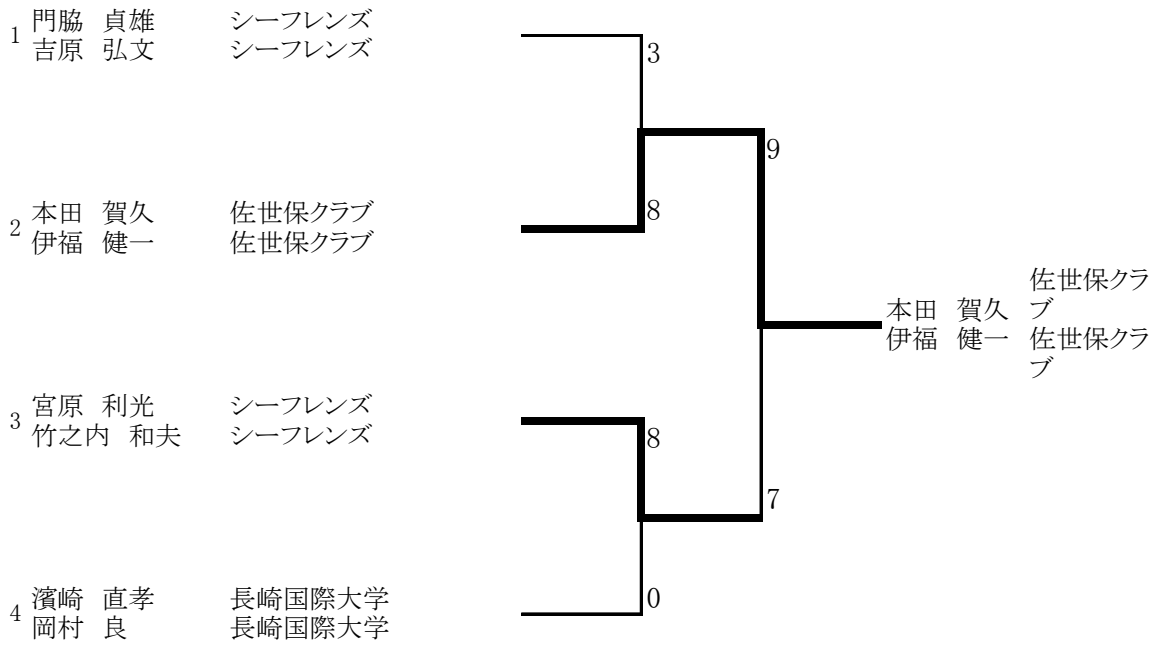 門脇 貞雄 シーフレンズ
1
吉原 弘文 シーフレンズ
3
9
本田 賀久 佐世保クラブ
8
2
伊福 健一 佐世保クラブ
佐世保クラ
本田 賀久 ブ
伊福 健一 佐世保クラ
ブ
宮原 利光 シーフレンズ
3
竹之内 和夫 シーフレンズ
8
7
濱崎 直孝 長崎国際大学
0
4
岡村 良 長崎国際大学